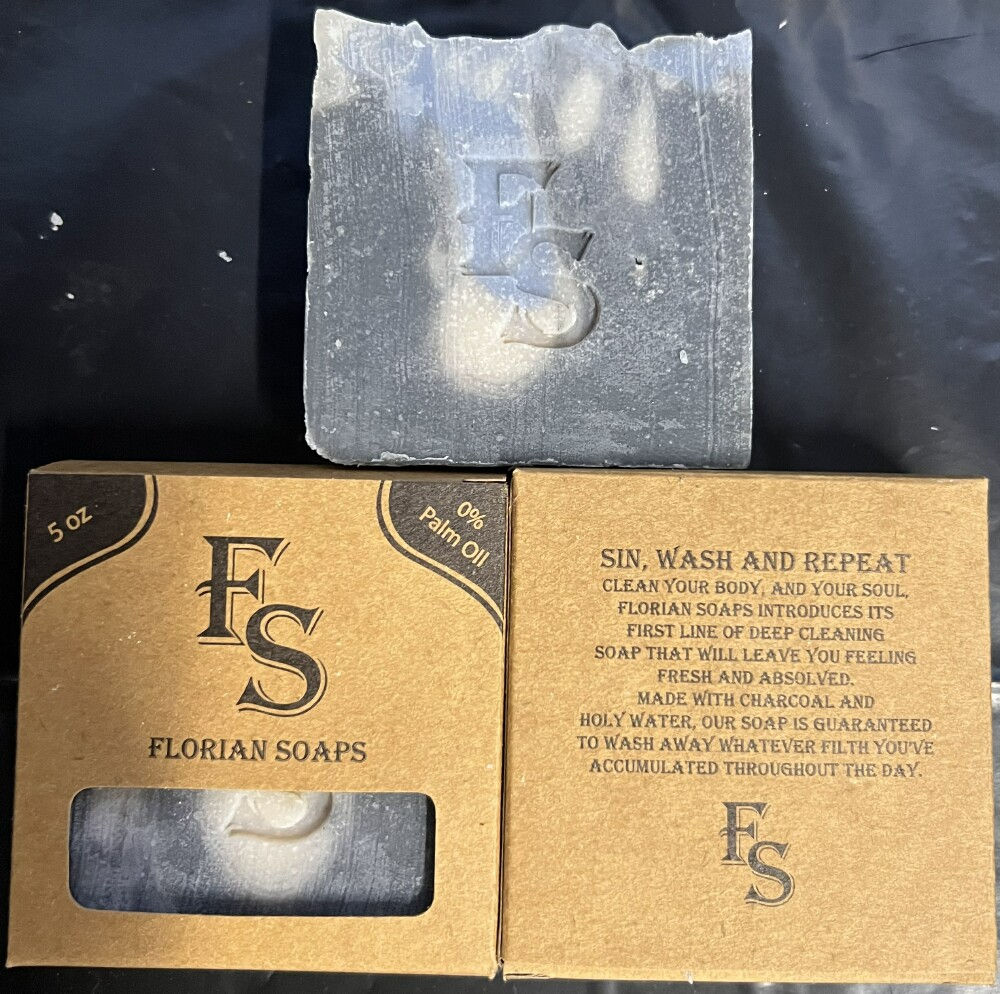 FS
5 oz
0%
Palm Oil
FS
FLORIAN SOAPS
S
SIN, WASH AND REPEAT
CLEAN YOUR BODY, AND YOUR SOUL,
FLORIAN SOAPS INTRODUCES ITS
FIRST LINE OF DEEP CLEANING
SOAP THAT WILL LEAVE YOU FEELING
FRESH AND ABSOLVED.
MADE WITH CHARCOAL AND
HOLY WATER, OUR SOAP IS GUARANTEED
TO WASH AWAY WHATEVER FILTH YOU'VE
ACCUMULATED THROUGHOUT THE DAY.
FS